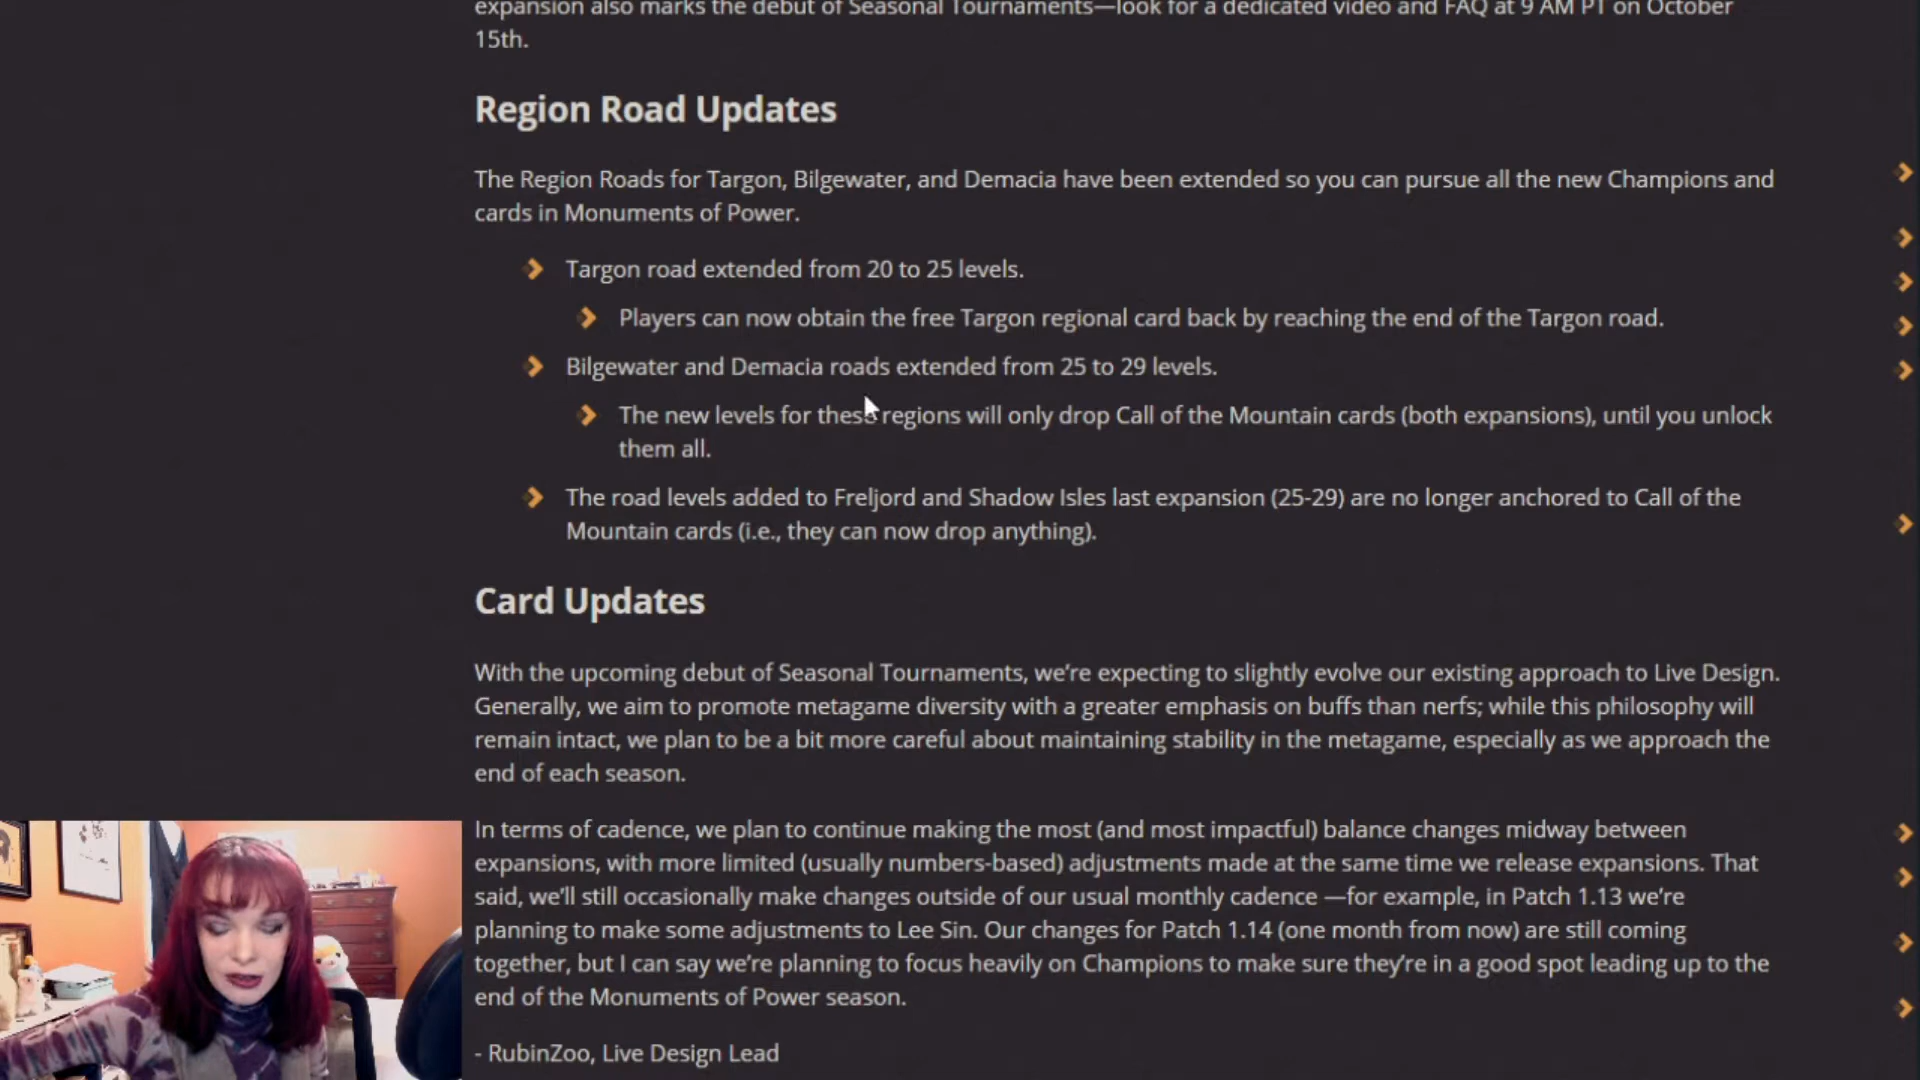 expansion also marks the debut of Seasonal Tournaments—look for a dedicated video and FAQ at 9 AM PT on October
15th.
Region Road Updates
The Region Roads for Targon, Bilgewater, and Demacia have been extended so you can pursue all the new Champions and
cards in Monuments of Power.
Targon road extended from 20 to 25 levels.
Players can now obtain the free Targon regional card back by reaching the end of the Targon road.
Bilgewater and Demacia roads extended from 25 to 29 levels.
The new levels for these regions will only drop Call of the Mountain cards (both expansions), until you unlock
them all.
The road levels added to Freljord and Shadow Isles last expansion (25-29) are no longer anchored to Call of the
Mountain cards (i.e., they can now drop anything).
Card Updates
With the upcoming debut of Seasonal Tournaments, we're expecting to slightly evolve our existing approach to Live Design.
Generally, we aim to promote metagame diversity with a greater emphasis on buffs than nerfs; while this philosophy will
remain intact, we plan to be a bit more careful about maintaining stability in the metagame, especially as we approach the
end of each season.
In terms of cadence, we plan to continue making the most (and most impactful) balance changes midway between
expansions, with more limited (usually numbers-based) adjustments made at the same time we release expansions. That
said, we'll still occasionally make changes outside of our usual monthly cadence —for example, in Patch 1.13 we're
planning to make some adjustments to Lee Sin. Our changes for Patch 1.14 (one month from now) are still coming
together, but I can say we're planning to focus heavily on Champions to make sure they're in a good spot leading up to the
end of the Monuments of Power season.
- RubinZoo, Live Design Lead